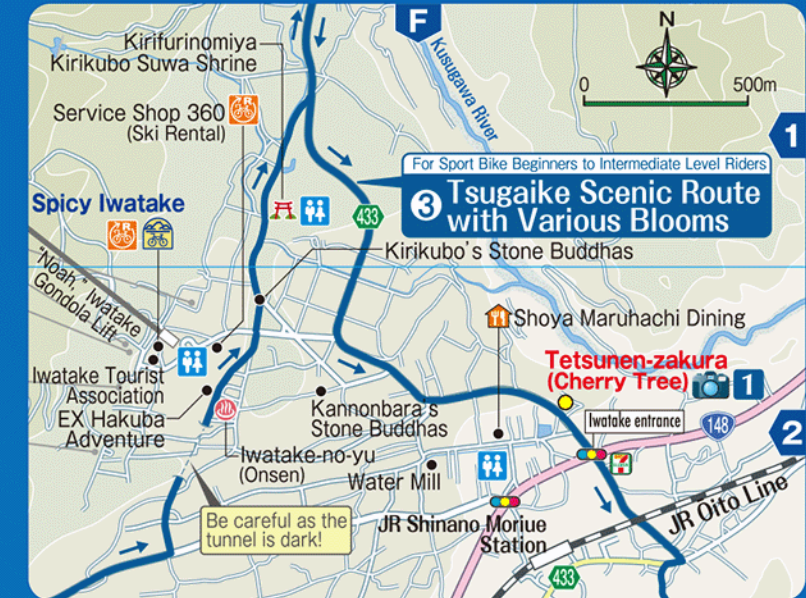 F
N
0 500m
1
Kirifurinomiya
Kirikubo Suwa Shrine
Kusugawa River
Service Shop 360
(Ski Rental)
R
For Sport Bike Beginners to Intermediate Level Riders
3 Tsugaike Scenic Route
with Various Blooms
Spicy Iwatake
R
433
Kirikubo's Stone Buddhas
"Noah," Iwatake
Gondola Lift
Shoya Maruhachi Dining
Tetsunen-zakura
(Cherry Tree)
1
Iwatake Tourist
Association
EX Hakuba
Adventure
Kannonbara's
Stone Buddhas
Iwatake entrance
148
2
Iwatake-no-yu
(Onsen)
Water Mill
Be careful as the
tunnel is dark!
JR Shinano Moriue
Station
JR Oito Line
433